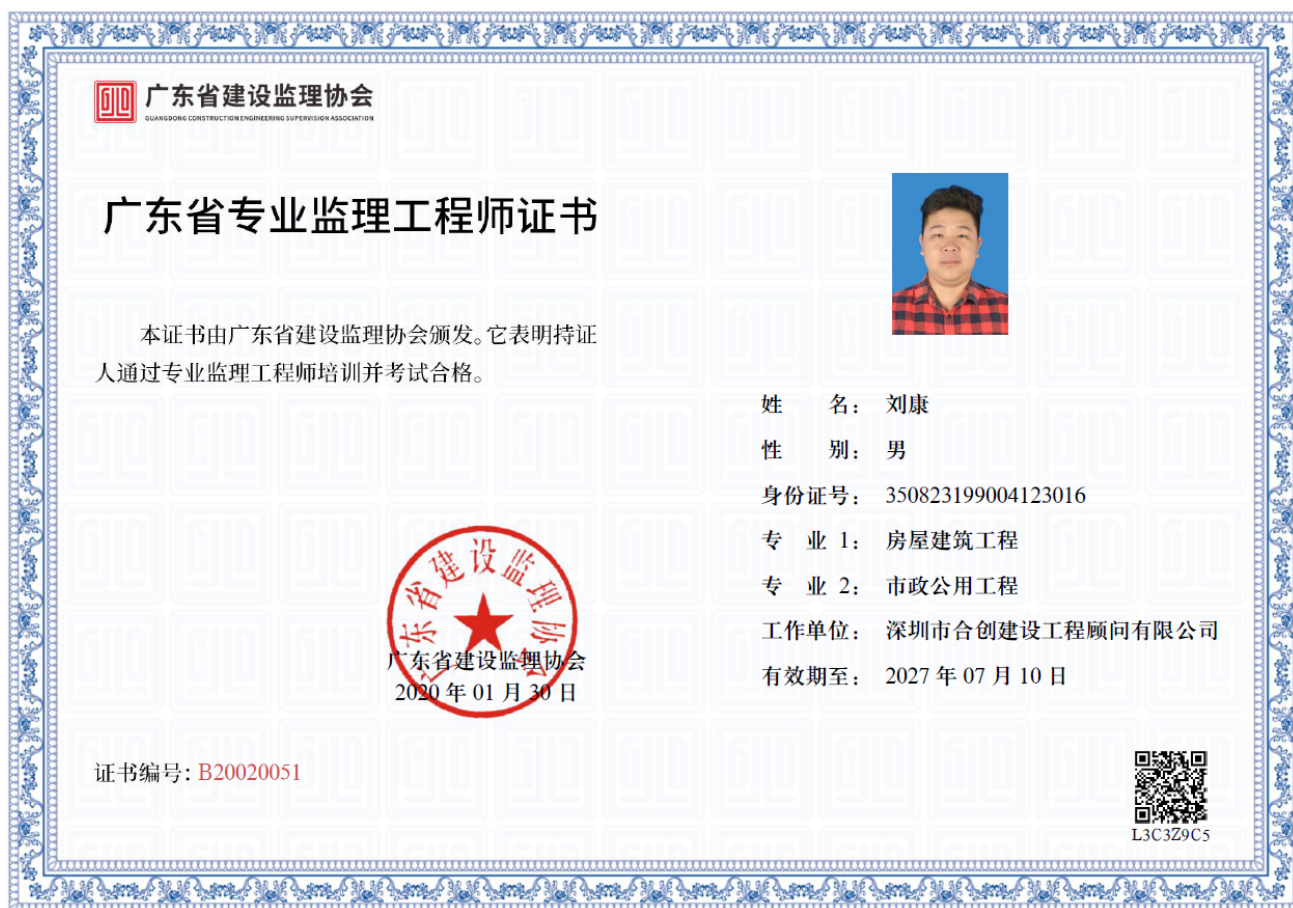 广东省建设监理协会
GUANGDONG CONSTRUCTION ENGINEERING SUPERVISION ASSOCIATION
广东省专业监理工程师证书
本证书由广东省建设监理协会颁发。它表明持证
人通过专业监理工程师培训并考试合格。
广东省建设监理协会
广东省建设监理协会
2020 年 01 月 30 日
证书编号: B20020051
姓 名： 刘康
性 别： 男
身份证号： 350823199004123016
专 业 1： 房屋建筑工程
专 业 2： 市政公用工程
工作单位： 深圳市合创建设工程顾问有限公司
有效期至： 2027 年 07 月 10 日
L3C3Z9C5